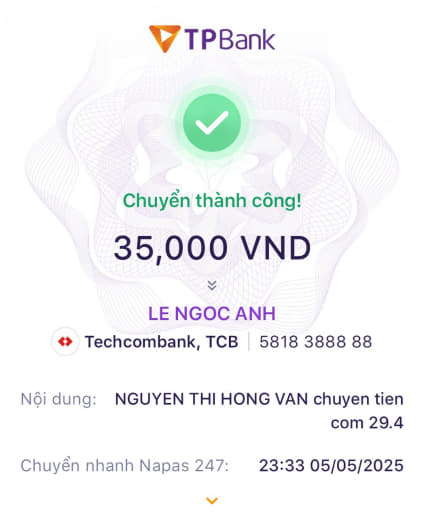 TPBank
Chuyển thành công!
35,000 VND
LE NGOC ANH
Techcombank, TCB | 5818 3888 88
Nội dung: NGUYEN THI HONG VAN chuyen tien
com 29.4
Chuyển nhanh Napas 247: 23:33 05/05/2025